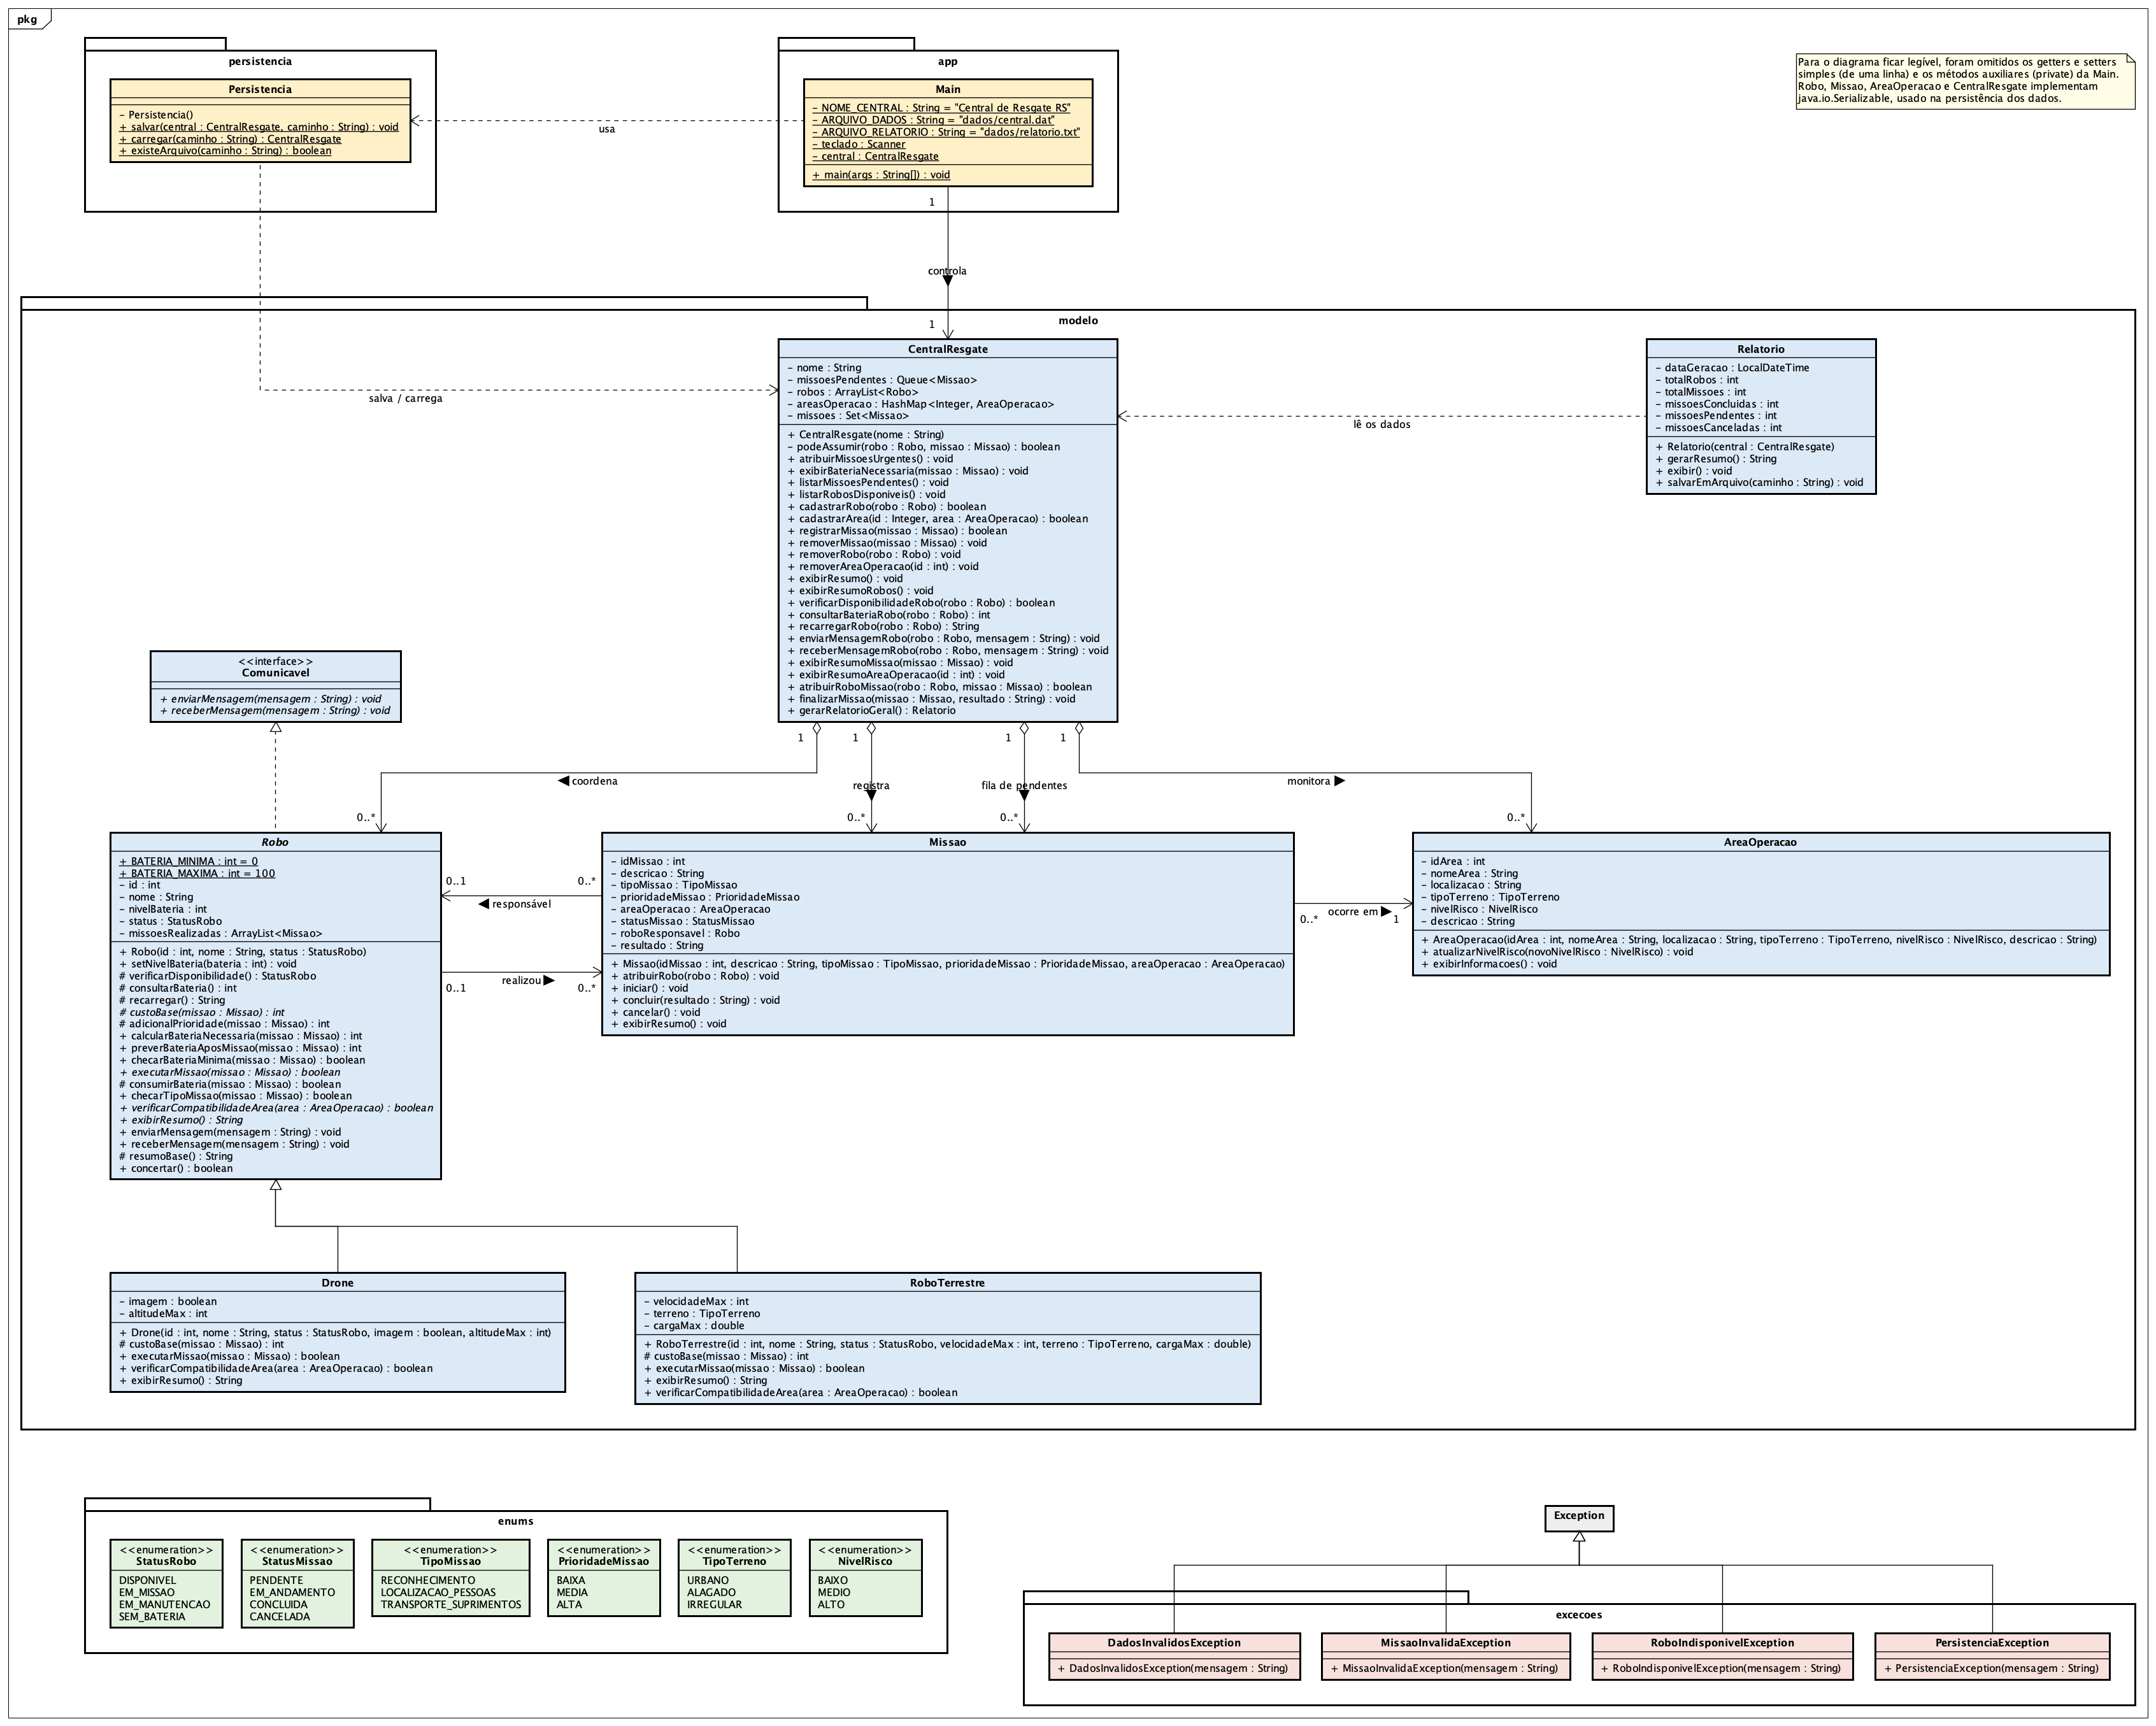 pkg
persistencia
Persistencia
– Persistencia()
+ salvar(central : CentralResgate, caminho : String) : void
+ carregar(caminho : String) : CentralResgate
+ existeArquivo(caminho : String) : boolean
usa
app
Main
– NOME_CENTRAL : String = "Central de Resgate RS"
– ARQUIVO_DADOS : String = "dados/central.dat"
– ARQUIVO_RELATORIO : String = "dados/relatorio.txt"
– teclado : Scanner
– central : CentralResgate
+ main(args : String[]) : void
Para o diagrama ficar legível, foram omitidos os getters e setters
simples (de uma linha) e os métodos auxiliares (private) da Main.
Robo, Missao, AreaOperacao e CentralResgate implementam
java.io.Serializable, usado na persistência dos dados.
1
controla
1
modelo
salva / carrega
CentralResgate
– nome : String
– missoesPendentes : Queue<Missao>
– robos : ArrayList<Robo>
– areasOperacao : HashMap<Integer, AreaOperacao>
– missoes : Set<Missao>
+ CentralResgate(nome : String)
– podeAssumir(robo : Robo, missao : Missao) : boolean
+ atribuirMissoesUrgentes() : void
+ exibirBateriaNecessaria(missao : Missao) : void
+ listarMissoesPendentes() : void
+ listarRobosDisponiveis() : void
+ cadastrarRobo(robo : Robo) : boolean
+ cadastrarArea(id : Integer, area : AreaOperacao) : boolean
+ registrarMissao(missao : Missao) : boolean
+ removerMissao(missao : Missao) : void
+ removerRobo(robo : Robo) : void
+ removerAreaOperacao(id : int) : void
+ exibirResumo() : void
+ exibirResumoRobos() : void
+ verificarDisponibilidadeRobo(robo : Robo) : boolean
+ consultarBateriaRobo(robo : Robo) : int
+ recarregarRobo(robo : Robo) : String
+ enviarMensagemRobo(robo : Robo, mensagem : String) : void
+ receberMensagemRobo(robo : Robo, mensagem : String) : void
+ exibirResumoMissao(missao : Missao) : void
+ exibirResumoAreaOperacao(id : int) : void
+ atribuirRoboMissao(robo : Robo, missao : Missao) : boolean
+ finalizarMissao(missao : Missao, resultado : String) : void
+ gerarRelatorioGeral() : Relatorio
lê os dados
Relatorio
– dataGeracao : LocalDateTime
– totalRobos : int
– totalMissoes : int
– missoesConcluidas : int
– missoesPendentes : int
– missoesCanceladas : int
+ Relatorio(central : CentralResgate)
+ gerarResumo() : String
+ exibir() : void
+ salvarEmArquivo(caminho : String) : void
<<interface>>
Comunicavel
+ enviarMensagem(mensagem : String) : void
+ receberMensagem(mensagem : String) : void
1
1
1
1
coordena
registra
fila de pendentes
monitora
0..*
0..*
0..*
0..*
Robo
+ BATERIA_MINIMA : int = 0
+ BATERIA_MAXIMA : int = 100
– id : int
– nome : String
– nivelBateria : int
– status : StatusRobo
– missoesRealizadas : ArrayList<Missao>
+ Robo(id : int, nome : String, status : StatusRobo)
+ setNivelBateria(bateria : int) : void
# verificarDisponibilidade() : StatusRobo
# consultarBateria() : int
# recarregar() : String
# custoBase(missao : Missao) : int
# adicionalPrioridade(missao : Missao) : int
+ calcularBateriaNecessaria(missao : Missao) : int
+ preverBateriaAposMissao(missao : Missao) : int
+ checarBateriaMinima(missao : Missao) : boolean
+ executarMissao(missao : Missao) : boolean
# consumirBateria(missao : Missao) : boolean
+ checarTipoMissao(missao : Missao) : boolean
+ verificarCompatibilidadeArea(area : AreaOperacao) : boolean
+ exibirResumo() : String
+ enviarMensagem(mensagem : String) : void
+ receberMensagem(mensagem : String) : void
# resumoBase() : String
+ concertar() : boolean
0..1
0..*
responsável
realizou
0..1
0..*
Missao
– idMissao : int
– descricao : String
– tipoMissao : TipoMissao
– prioridadeMissao : PrioridadeMissao
– areaOperacao : AreaOperacao
– statusMissao : StatusMissao
– roboResponsavel : Robo
– resultado : String
+ Missao(idMissao : int, descricao : String, tipoMissao : TipoMissao, prioridadeMissao : PrioridadeMissao, areaOperacao : AreaOperacao)
+ atribuirRobo(robo : Robo) : void
+ iniciar() : void
+ concluir(resultado : String) : void
+ cancelar() : void
+ exibirResumo() : void
0..*
ocorre em
1
AreaOperacao
– idArea : int
– nomeArea : String
– localizacao : String
– tipoTerreno : TipoTerreno
– nivelRisco : NivelRisco
– descricao : String
+ AreaOperacao(idArea : int, nomeArea : String, localizacao : String, tipoTerreno : TipoTerreno, nivelRisco : NivelRisco, descricao : String)
+ atualizarNivelRisco(novoNivelRisco : NivelRisco) : void
+ exibirInformacoes() : void
Drone
– imagem : boolean
– altitudeMax : int
+ Drone(id : int, nome : String, status : StatusRobo, imagem : boolean, altitudeMax : int)
# custoBase(missao : Missao) : int
+ executarMissao(missao : Missao) : boolean
+ verificarCompatibilidadeArea(area : AreaOperacao) : boolean
+ exibirResumo() : String
RoboTerrestre
– velocidadeMax : int
– terreno : TipoTerreno
– cargaMax : double
+ RoboTerrestre(id : int, nome : String, status : StatusRobo, velocidadeMax : int, terreno : TipoTerreno, cargaMax : double)
# custoBase(missao : Missao) : int
+ executarMissao(missao : Missao) : boolean
+ exibirResumo() : String
+ verificarCompatibilidadeArea(area : AreaOperacao) : boolean
enums
<<enumeration>>
StatusRobo
DISPONIVEL
EM_MISSAO
EM_MANUTENCAO
SEM_BATERIA
<<enumeration>>
StatusMissao
PENDENTE
EM_ANDAMENTO
CONCLUIDA
CANCELADA
<<enumeration>>
TipoMissao
RECONHECIMENTO
LOCALIZACAO_PESSOAS
TRANSPORTE_SUPRIMENTOS
<<enumeration>>
PrioridadeMissao
BAIXA
MEDIA
ALTA
<<enumeration>>
TipoTerreno
URBANO
ALAGADO
IRREGULAR
<<enumeration>>
NivelRisco
BAIXO
MEDIO
ALTO
Exception
excecoes
DadosInvalidosException
+ DadosInvalidosException(mensagem : String)
MissaoInvalidaException
+ MissaoInvalidaException(mensagem : String)
RoboIndisponivelException
+ RoboIndisponivelException(mensagem : String)
PersistenciaException
+ PersistenciaException(mensagem : String)